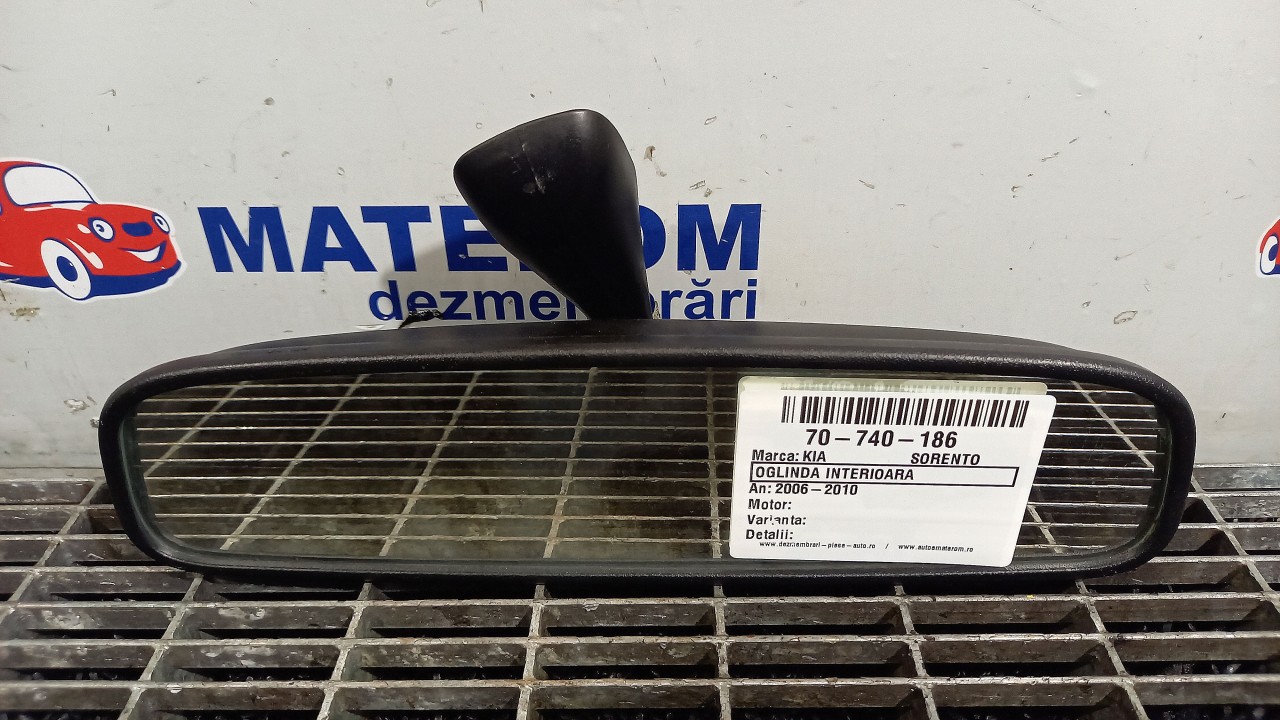 MATEROM
dezmembrări
70-740-186
Marca: KIA SORENTO
OGLINDA INTERIOARA
An: 2006-2010
Motor:
Varianta:
Detalii:
www.dezmembrari-piese-auto.ro / www.autoematerom.ro